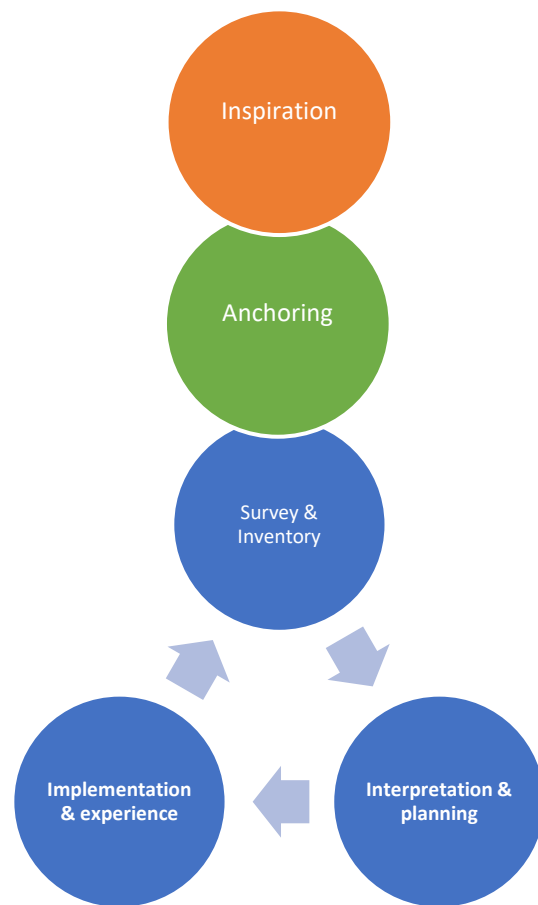 Inspiration
Anchoring
Survey &
Inventory
Implementation
& experience
Interpretation &
planning